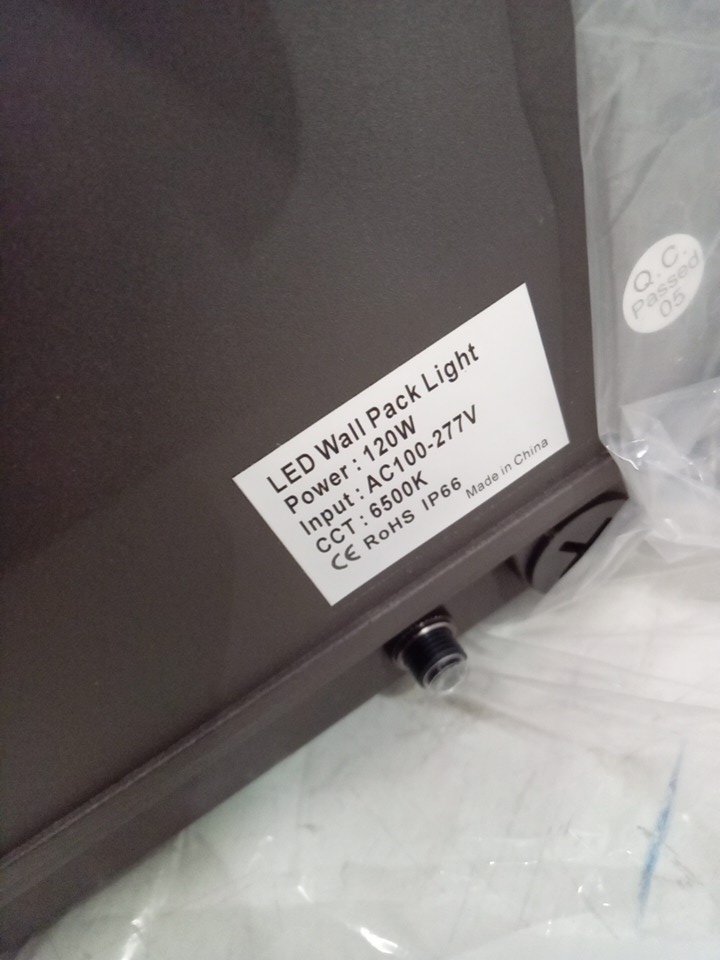 LED Wall Pack Light
Power : 120W
Input : AC100-277V
CCT : 6500K
CE RoHS IP66 Made in China
Q.C.
Passed
05